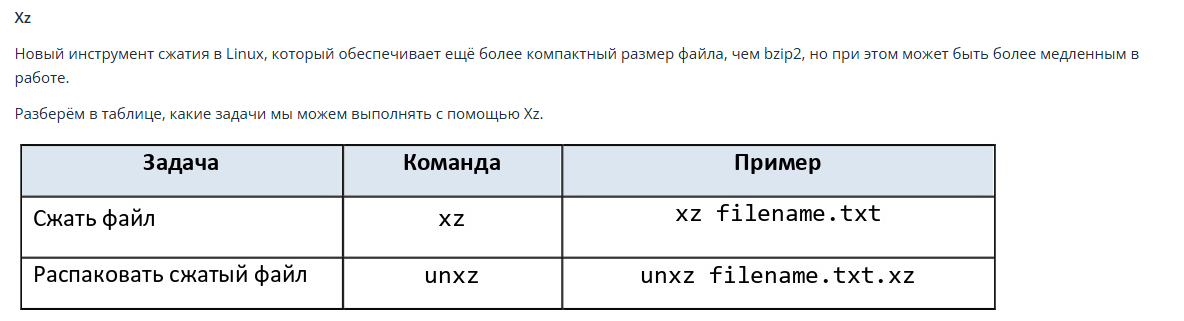 Xz
Новый инструмент сжатия в Linux, который обеспечивает ещё более компактный размер файла, чем bzip2, но при этом может быть более медленным в
работе.
Разберём в таблице, какие задачи мы можем выполнять с помощью Xz.
Задача Команда Пример
Сжать файл xz xz filename.txt
Распаковать сжатый файл unxz unxz filename.txt.xz